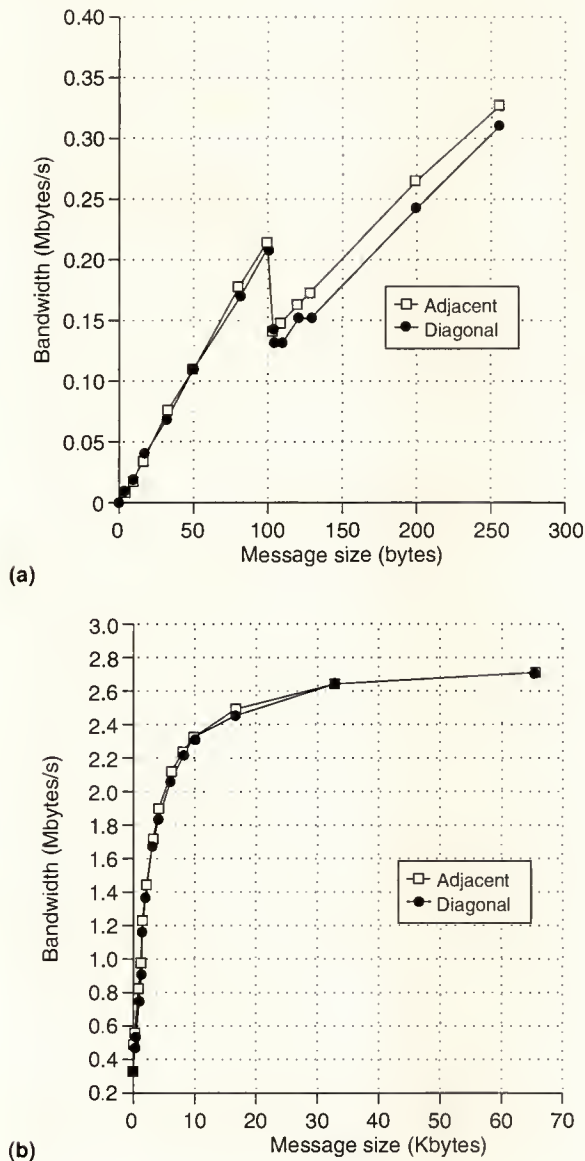 0.40
0.35
0.30
0.25
0.20
0.15
0.10
0.05
0
Bandwidth (Mbytes/s)
Adjacent
Diagonal
0 50 100 150 200 250 300
Message size (bytes)
(a)
3.0
2.8
2.6
2.4
2.2
2.0
1.8
1.6
1.4
1.2
1.0
0.8
0.6
0.4
0.2
Bandwidth (Mbytes/s)
Adjacent
Diagonal
0 10 20 30 40 50 60 70
Message size (Kbytes)
(b)